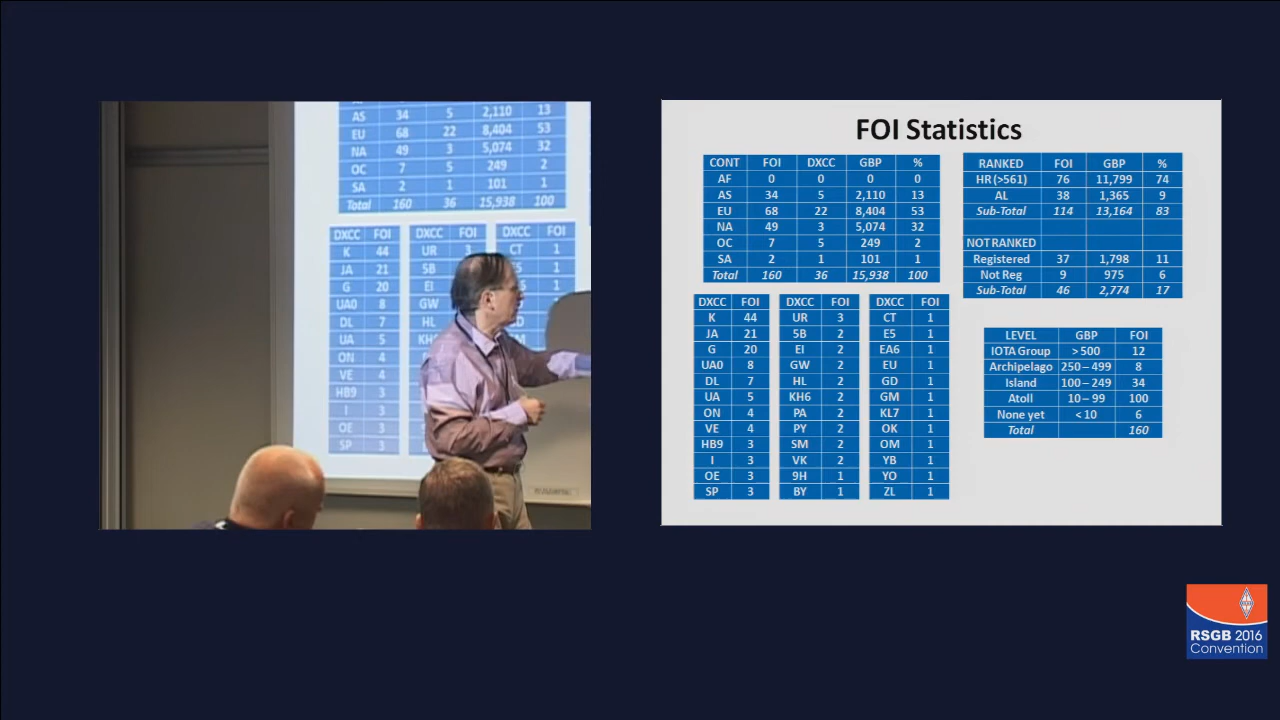 AS 34 5 2,110 13
EU 68 22 8,404 53
NA 49 3 5,074 32
OC 7 5 249 2
SA 2 1 101 1
Total 160 36 15,938 100
DXCC FOI DXCC FOI DXCC FOI
K 44 UR 3 CT 1
JA 21 5B 1
G 20 EI 1
UA0 8 GW
DL 7 HL
UA 5
ON 4
VE 4
HB9 3
I 3
OE 3
SP 3
FOI Statistics
CONT FOI DXCC GBP %
AF 0 0 0 0
AS 34 5 2,110 13
EU 68 22 8,404 53
NA 49 3 5,074 32
OC 7 5 249 2
SA 2 1 101 1
Total 160 36 15,938 100
RANKED FOI GBP %
HR (>561) 76 11,799 74
AL 38 1,365 9
Sub-Total 114 13,164 83
NOT RANKED
Registered 37 1,798 11
Not Reg 9 975 6
Sub-Total 46 2,774 17
DXCC FOI DXCC FOI DXCC FOI
K 44 UR 3 CT 1
JA 21 5B 2 E5 1
G 20 EI 2 EA6 1
UA0 8 GW 2 EU 1
DL 7 HL 2 GD 1
UA 5 KH6 2 GM 1
ON 4 PA 2 KL7 1
VE 4 PY 2 OK 1
HB9 3 SM 2 OM 1
I 3 VK 2 YB 1
OE 3 9H 1 YO 1
SP 3 BY 1 ZL 1
LEVEL GBP FOI
IOTA Group > 500 12
Archipelago 250 – 499 8
Island 100 – 249 34
Atoll 10 – 99 100
None yet < 10 6
Total 160
RSGB 2016
Convention